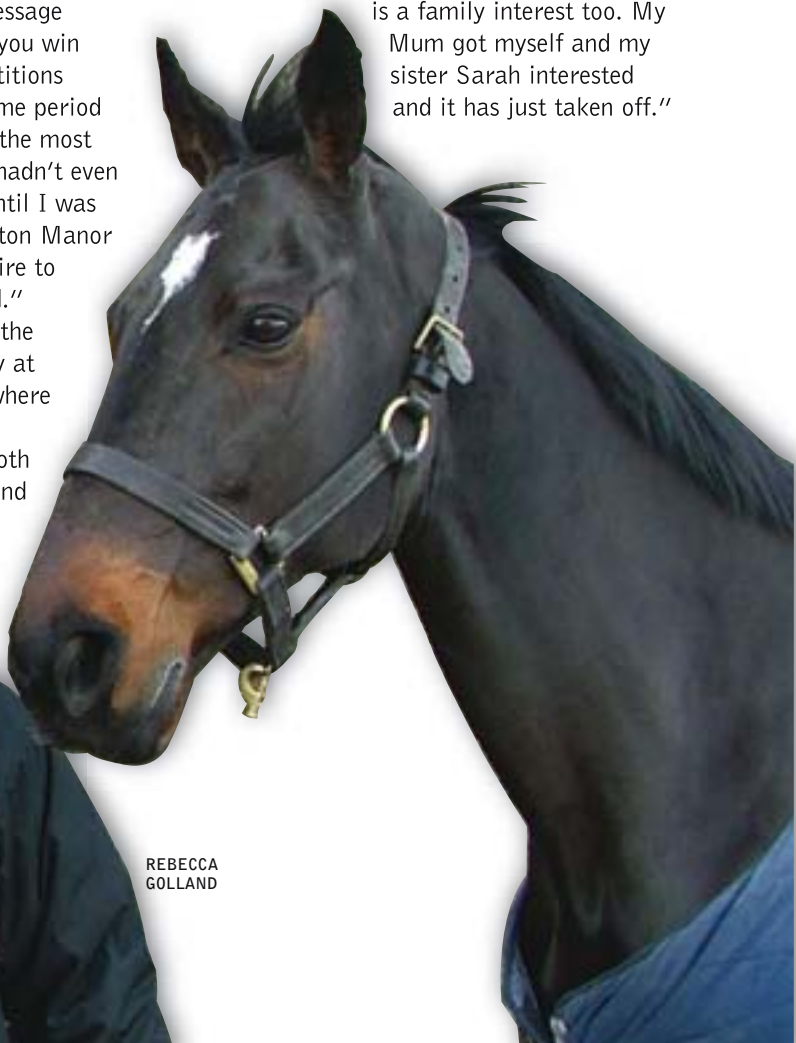 essage
you win
titions
me period
the most
hadn’t even
ntil I was
ton Manor
ire to
l.”
the
y at
where
oth
nd
is a family interest too. My
Mum got myself and my
sister Sarah interested
and it has just taken off.”
REBECCA
GOLLAND